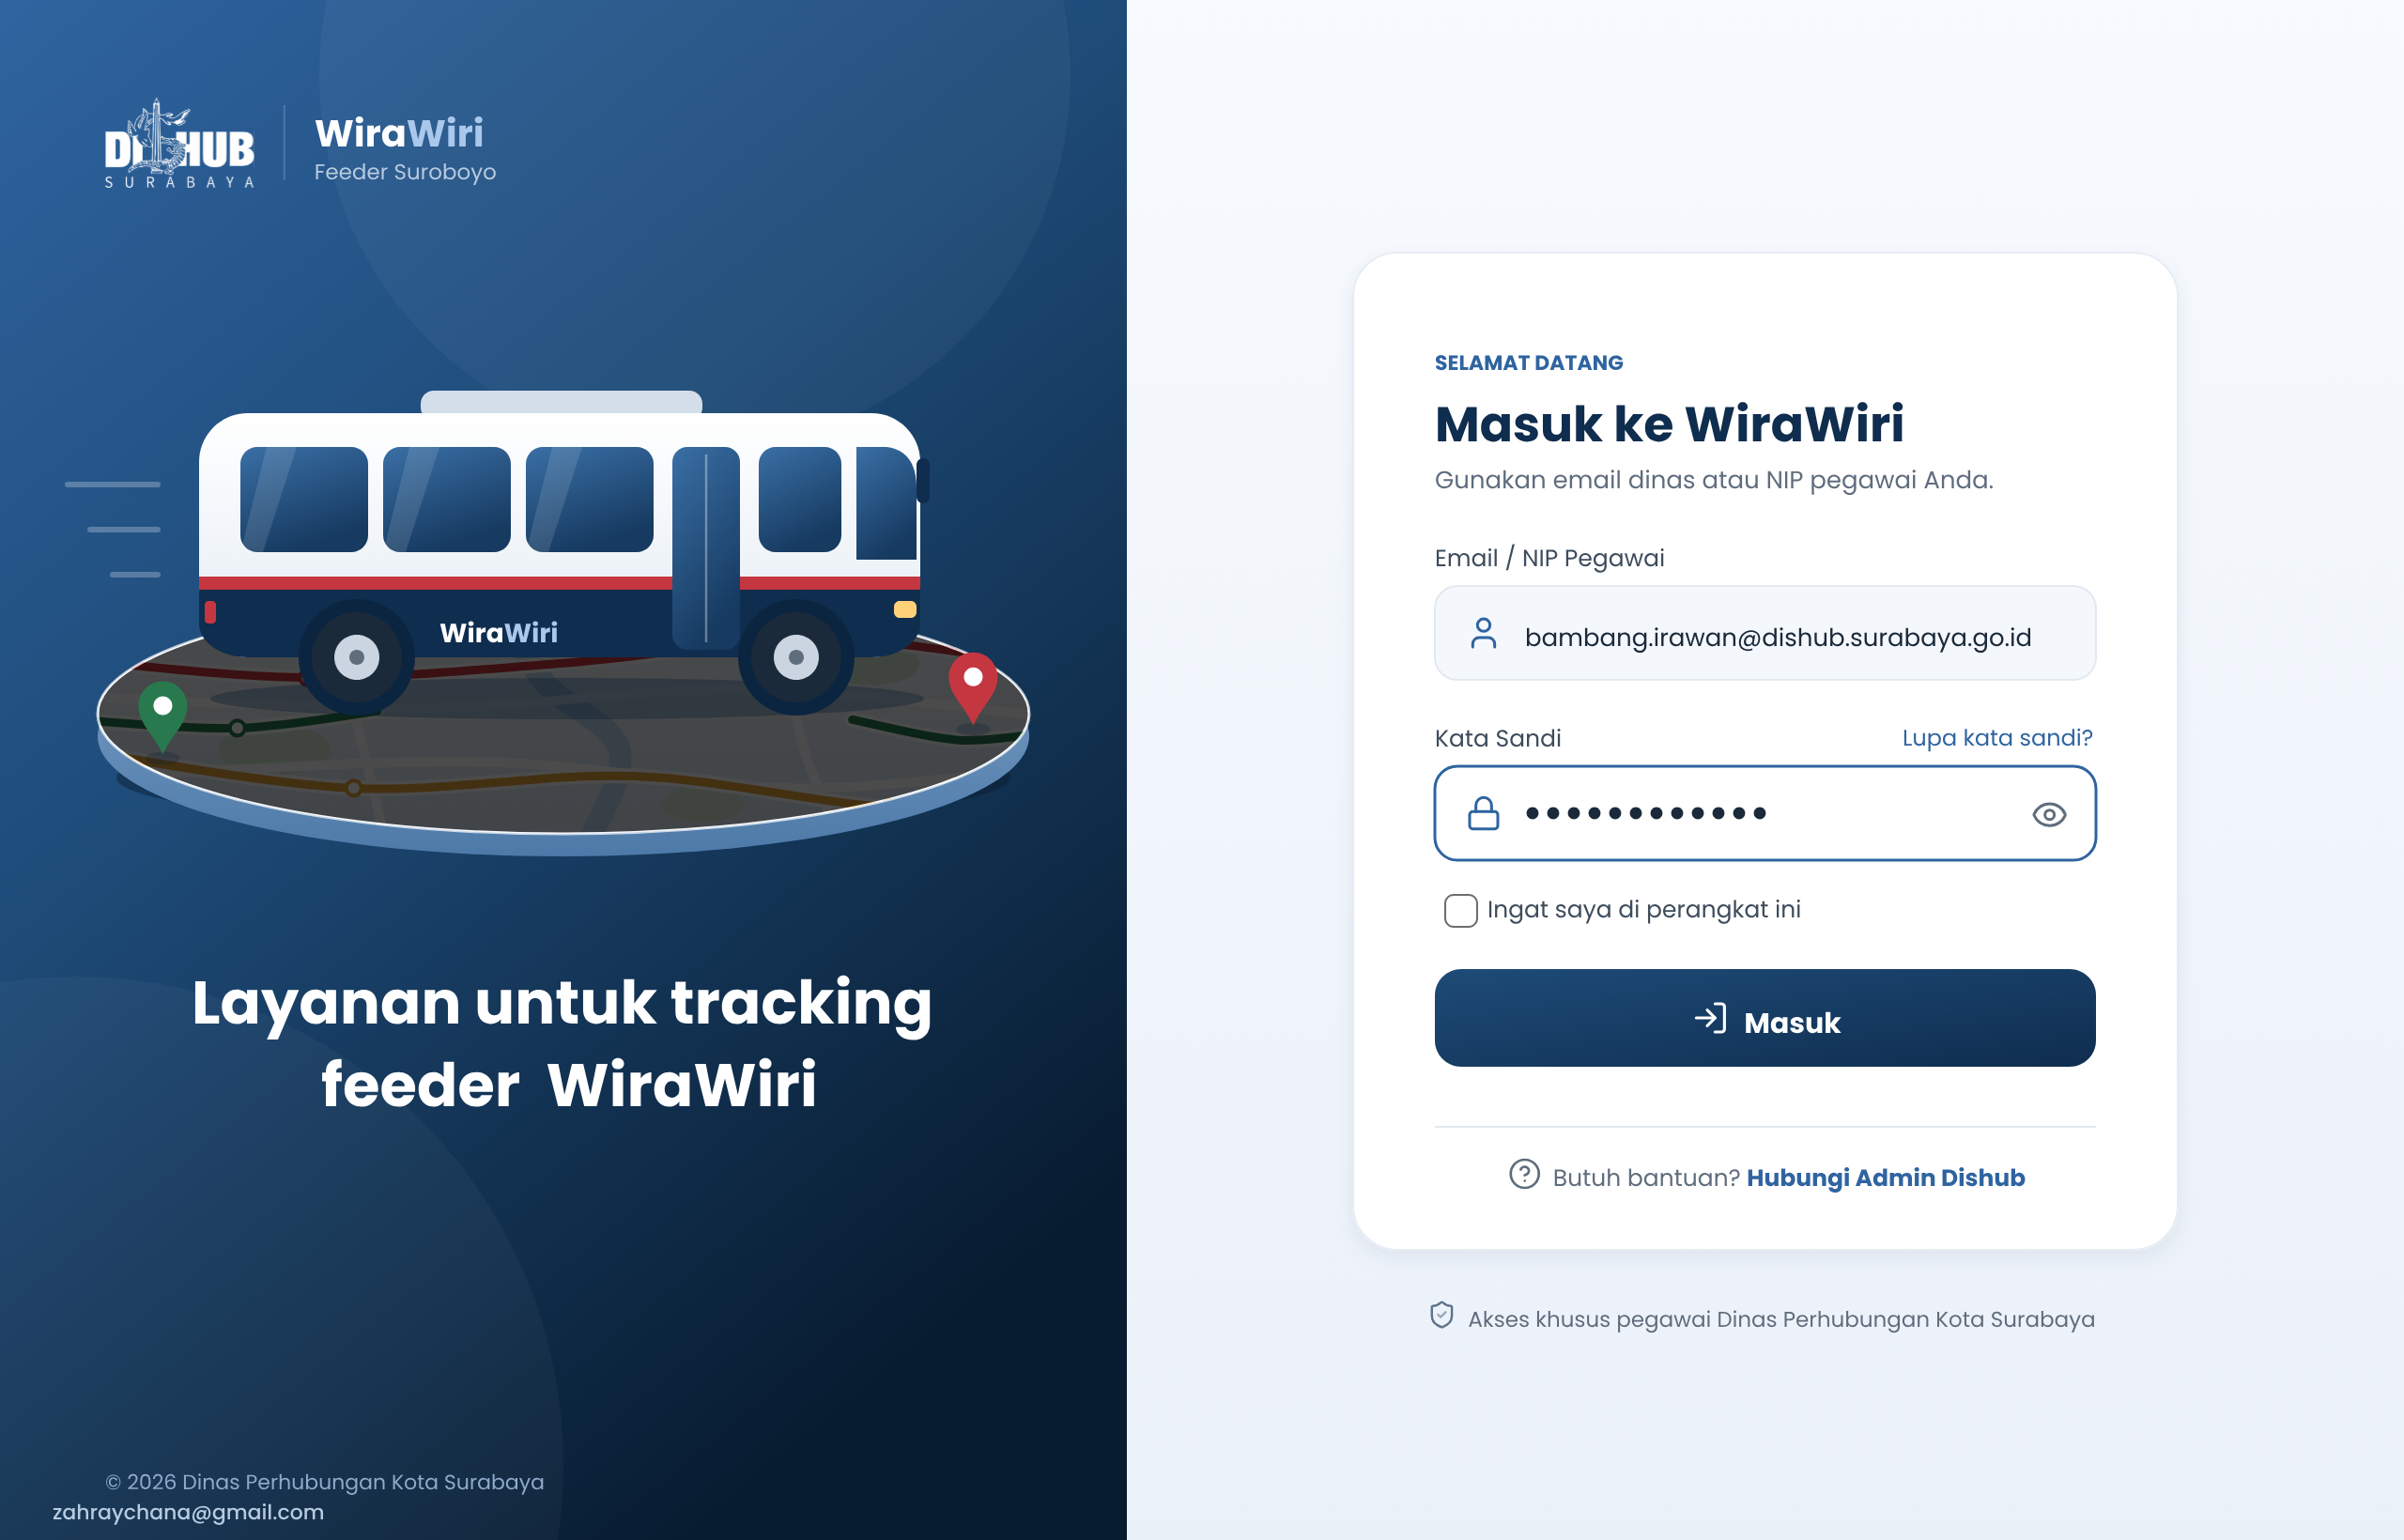 DISHUB
SURABAYA
WiraWiri
Feeder Suroboyo
WiraWiri
Layanan untuk tracking
feeder WiraWiri
© 2026 Dinas Perhubungan Kota Surabaya
zahraychana@gmail.com
SELAMAT DATANG
Masuk ke WiraWiri
Gunakan email dinas atau NIP pegawai Anda.
Email / NIP Pegawai
bambang.irawan@dishub.surabaya.go.id
Kata Sandi
Lupa kata sandi?
Ingat saya di perangkat ini
Masuk
Butuh bantuan? Hubungi Admin Dishub
Akses khusus pegawai Dinas Perhubungan Kota Surabaya